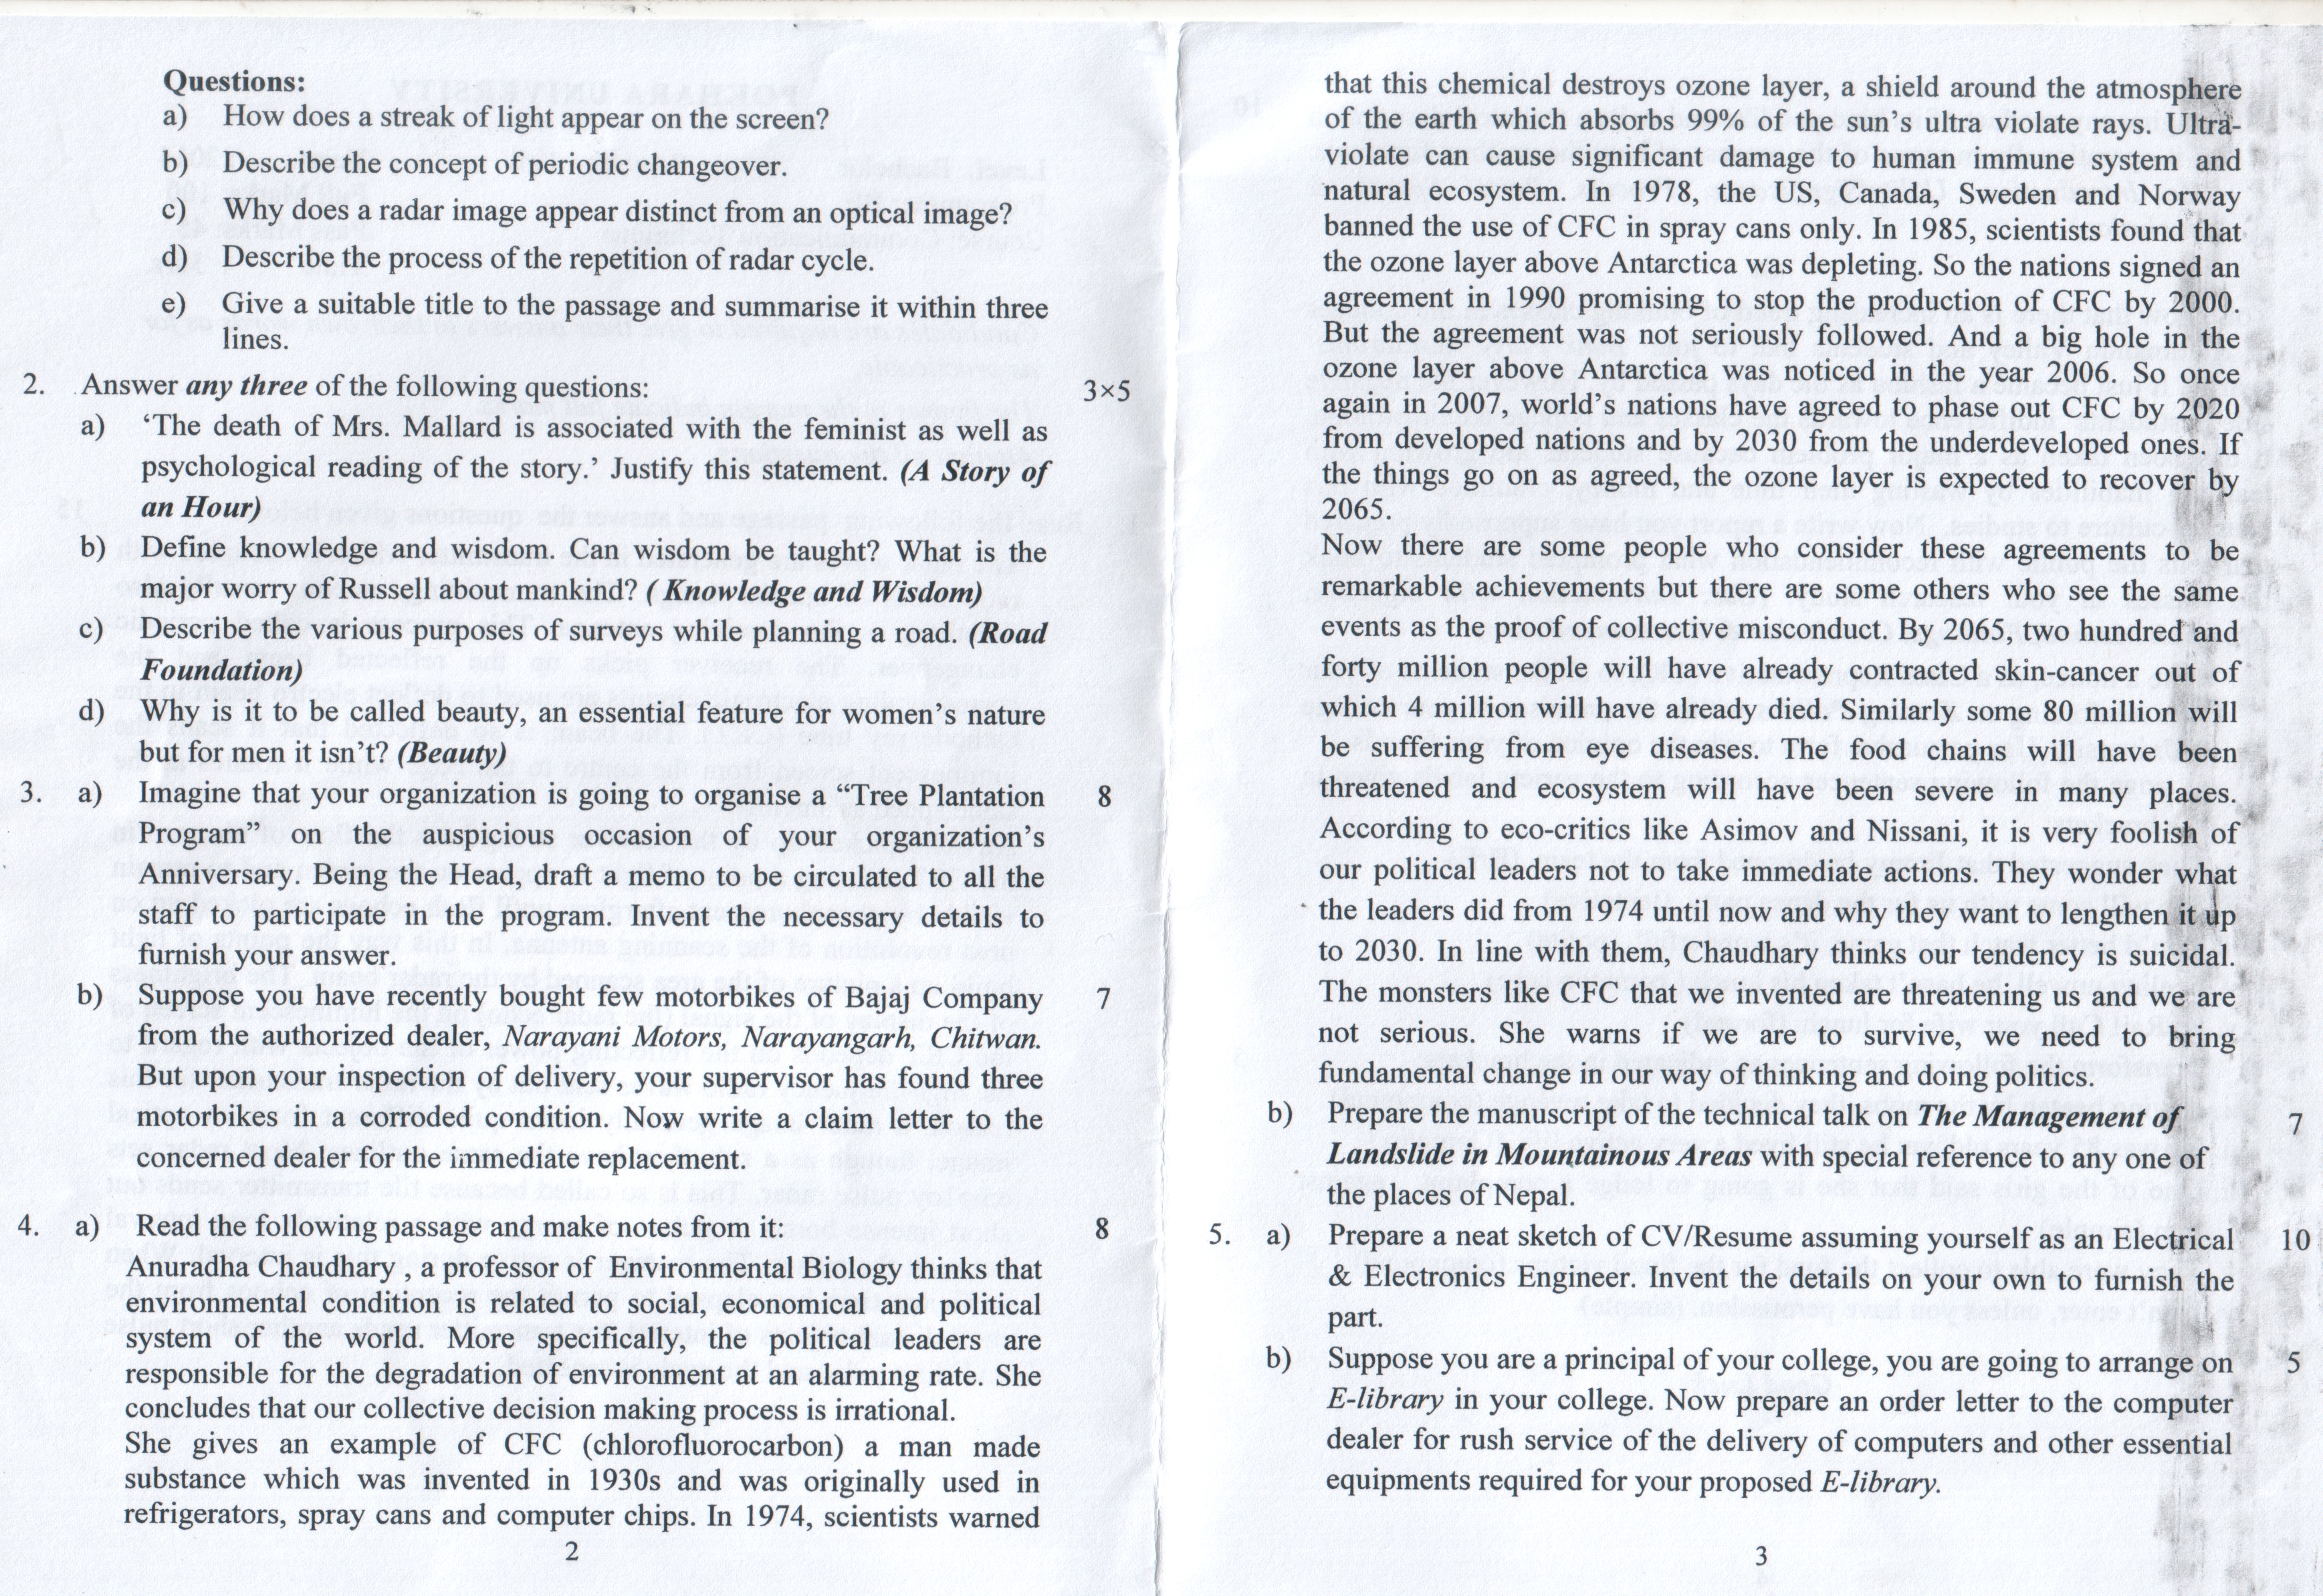 Questions:
a) How does a streak of light appear on the screen?
b) Describe the concept of periodic changeover.
c) Why does a radar image appear distinct from an optical image?
d) Describe the process of the repetition of radar cycle.
e) Give a suitable title to the passage and summarise it within three
lines.
2. Answer any three of the following questions: 3×5
a) ‘The death of Mrs. Mallard is associated with the feminist as well as
psychological reading of the story.’ Justify this statement. (A Story of
an Hour)
b) Define knowledge and wisdom. Can wisdom be taught? What is the
major worry of Russell about mankind? ( Knowledge and Wisdom)
c) Describe the various purposes of surveys while planning a road. (Road
Foundation)
d) Why is it to be called beauty, an essential feature for women’s nature
but for men it isn’t? (Beauty)
3. a) Imagine that your organization is going to organise a “Tree Plantation 8
Program” on the auspicious occasion of your organization’s
Anniversary. Being the Head, draft a memo to be circulated to all the
staff to participate in the program. Invent the necessary details to
furnish your answer.
b) Suppose you have recently bought few motorbikes of Bajaj Company 7
from the authorized dealer, Narayani Motors, Narayangarh, Chitwan.
But upon your inspection of delivery, your supervisor has found three
motorbikes in a corroded condition. Now write a claim letter to the
concerned dealer for the immediate replacement.
4. a) Read the following passage and make notes from it: 8
Anuradha Chaudhary , a professor of Environmental Biology thinks that
environmental condition is related to social, economical and political
system of the world. More specifically, the political leaders are
responsible for the degradation of environment at an alarming rate. She
concludes that our collective decision making process is irrational.
She gives an example of CFC (chlorofluorocarbon) a man made
substance which was invented in 1930s and was originally used in
refrigerators, spray cans and computer chips. In 1974, scientists warned
2
that this chemical destroys ozone layer, a shield around the atmosphere
of the earth which absorbs 99% of the sun’s ultra violate rays. Ultra-
violate can cause significant damage to human immune system and
natural ecosystem. In 1978, the US, Canada, Sweden and Norway
banned the use of CFC in spray cans only. In 1985, scientists found that
the ozone layer above Antarctica was depleting. So the nations signed an
agreement in 1990 promising to stop the production of CFC by 2000.
But the agreement was not seriously followed. And a big hole in the
ozone layer above Antarctica was noticed in the year 2006. So once
again in 2007, world’s nations have agreed to phase out CFC by 2020
from developed nations and by 2030 from the underdeveloped ones. If
the things go on as agreed, the ozone layer is expected to recover by
2065.
Now there are some people who consider these agreements to be
remarkable achievements but there are some others who see the same
events as the proof of collective misconduct. By 2065, two hundred and
forty million people will have already contracted skin-cancer out of
which 4 million will have already died. Similarly some 80 million will
be suffering from eye diseases. The food chains will have been
threatened and ecosystem will have been severe in many places.
According to eco-critics like Asimov and Nissani, it is very foolish of
our political leaders not to take immediate actions. They wonder what
the leaders did from 1974 until now and why they want to lengthen it up
to 2030. In line with them, Chaudhary thinks our tendency is suicidal.
The monsters like CFC that we invented are threatening us and we are
not serious. She warns if we are to survive, we need to bring
fundamental change in our way of thinking and doing politics.
b) Prepare the manuscript of the technical talk on The Management of 7
Landslide in Mountainous Areas with special reference to any one of
the places of Nepal.
5. a) Prepare a neat sketch of CV/Resume assuming yourself as an Electrical 10
& Electronics Engineer. Invent the details on your own to furnish the
part.
b) Suppose you are a principal of your college, you are going to arrange on 5
E-library in your college. Now prepare an order letter to the computer
dealer for rush service of the delivery of computers and other essential
equipments required for your proposed E-library.
3